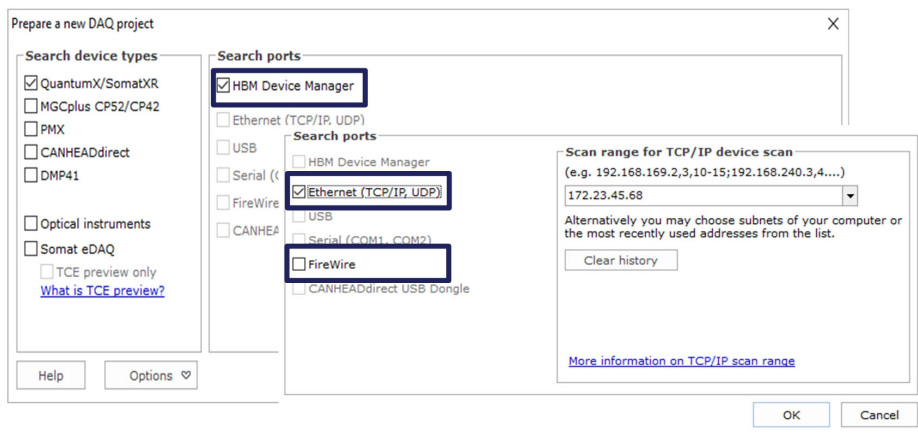 Prepare a new DAQ project
Search device types
QuantumX/SomatXR
MGCplus CP52/CP42
PMX
CANHEADdirect
DMP41
Optical instruments
Somat eDAQ
TCE preview only
What is TCE preview?
Help
Options
Search ports
HBM Device Manager
Ethernet (TCP/IP, UDP)
USB
Serial (
FireWire
CANHEA
Search ports
HBM Device Manager
Ethernet (TCP/IP, UDP)
USB
Serial (COM1, COM2)
FireWire
CANHEADdirect USB Dongle
Scan range for TCP/IP device scan
(e.g. 192.168.169.2,3,10-15;192.168.240.3,4....)
172.23.45.68
Alternatively you may choose subnets of your computer or
the most recently used addresses from the list.
Clear history
More information on TCP/IP scan range
OK
Cancel